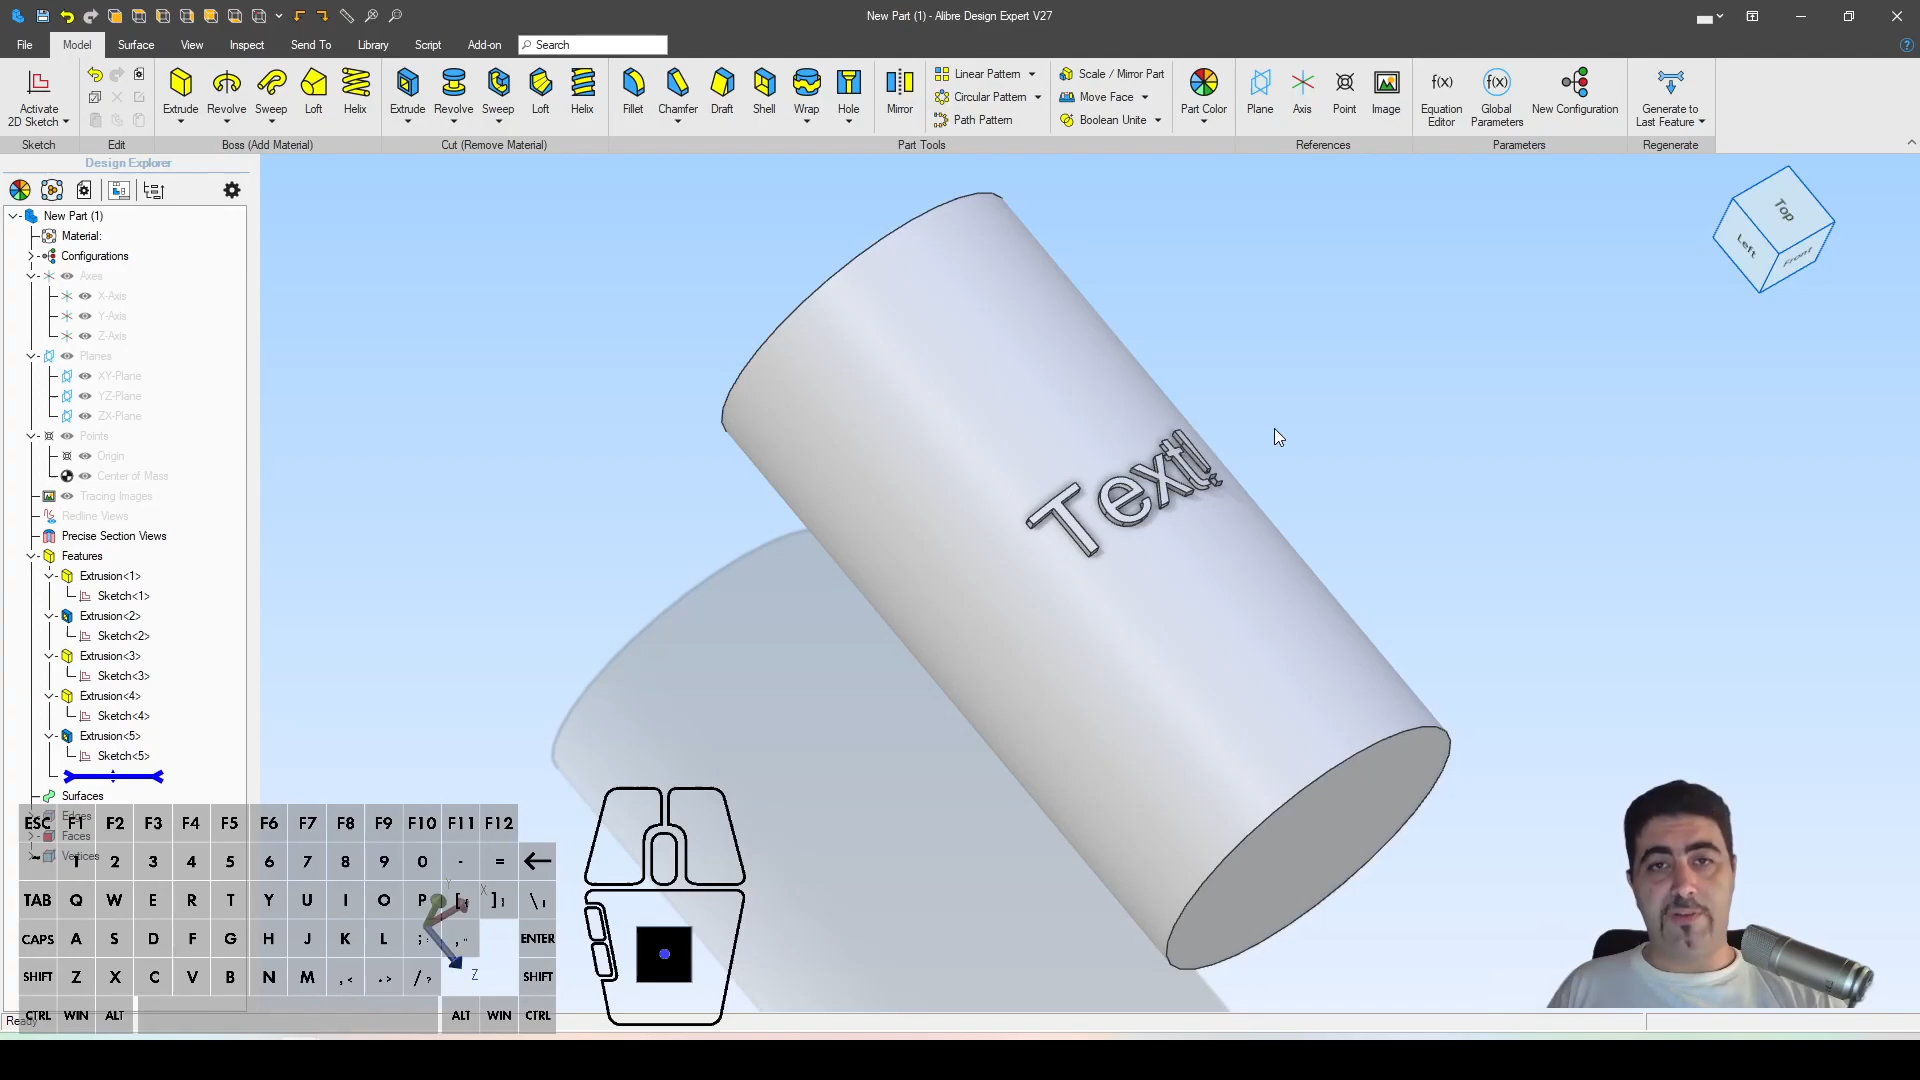 New Part (1) - Alibre Design Expert V27
File Model Surface View Inspect Send To Library Script Add-on Search
Activate 2D Sketch
Extrude Revolve Sweep Loft Helix
Extrude Revolve Sweep Loft Helix
Fillet Chamfer Draft Shell Wrap Hole
Mirror
Linear Pattern
Circular Pattern
Path Pattern
Scale / Mirror Part
Move Face
Boolean Unite
Part Color
Plane Axis Point Image
Equation Editor
Global Parameters
New Configuration
Generate to Last Feature
Sketch Edit Boss (Add Material) Cut (Remove Material) Part Tools References Parameters Regenerate
Design Explorer
New Part (1)
Material:
Configurations
Axes
X-Axis
Y-Axis
Z-Axis
Planes
XY-Plane
YZ-Plane
ZX-Plane
Points
Origin
Center of Mass
Tracing Images
Redline Views
Precise Section Views
Features
Extrusion<1>
Sketch<1>
Extrusion<2>
Sketch<2>
Extrusion<3>
Sketch<3>
Extrusion<4>
Sketch<4>
Extrusion<5>
Sketch<5>
Surfaces
Edges
Faces
Vertices
Ready
Top
Left
Front
Text!
ESC F1 F2 F3 F4 F5 F6 F7 F8 F9 F10 F11 F12
~ 1 2 3 4 5 6 7 8 9 0 - =
TAB Q W E R T Y U I O P [ ] \
CAPS A S D F G H J K L ; , ENTER
SHIFT Z X C V B N M , < . > / ? SHIFT
CTRL WIN ALT ALT WIN CTRL
Y X Z